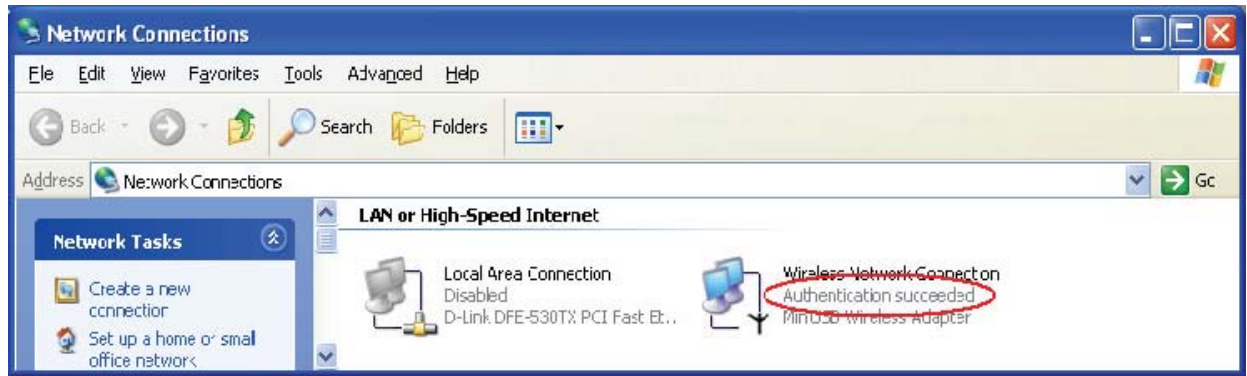 Network Connections
File Edit View Favorites Tools Advanced Help
Back Search Folders
Address Network Connections Go
Network Tasks
Create a new
connection
Set up a home or small
office network
LAN or High-Speed Internet
Local Area Connection
Disabled
D-Link DFE-530TX PCI Fast Et...
Wireless Network Connection
Authentication succeeded
MiniUSB Wireless Adapter